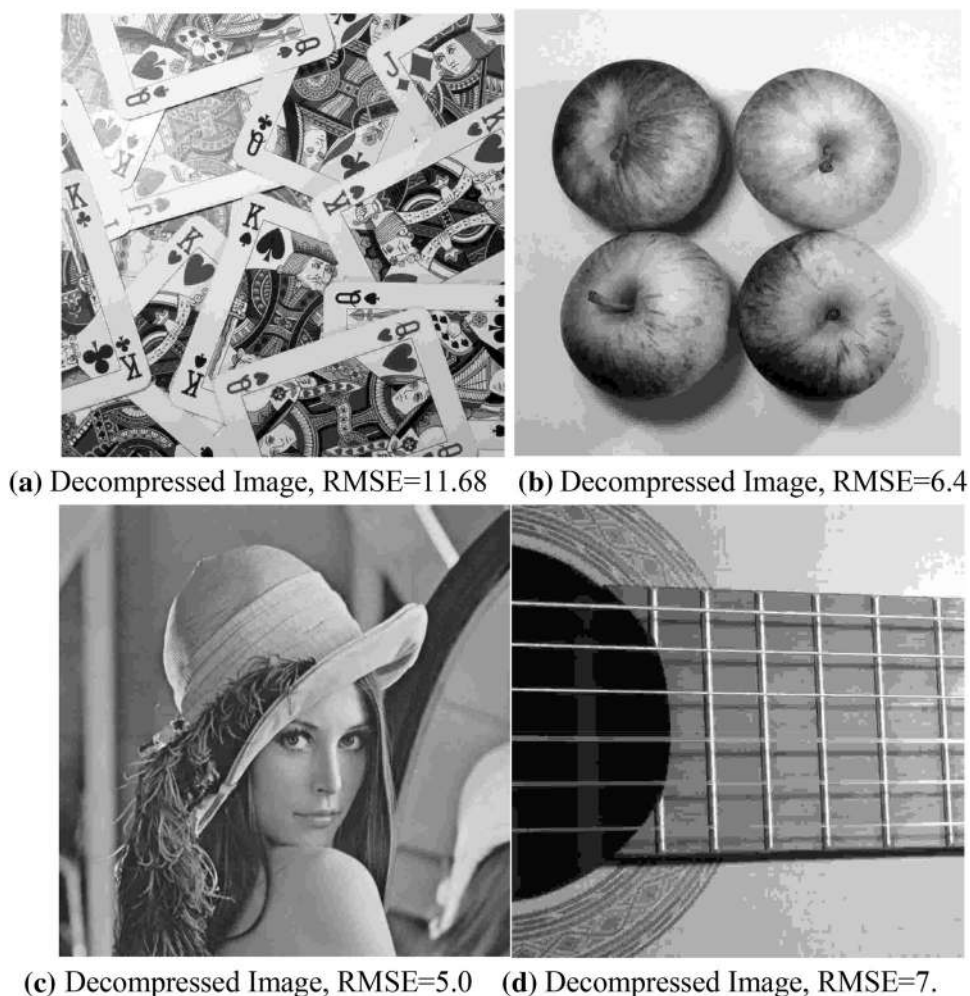 (a) Decompressed Image, RMSE=11.68
(b) Decompressed Image, RMSE=6.4
(c) Decompressed Image, RMSE=5.0
(d) Decompressed Image, RMSE=7.
Q
Q
J
Q
K
K
K
K
J
K
K
K
K
Q
Q
Q
Q
Q